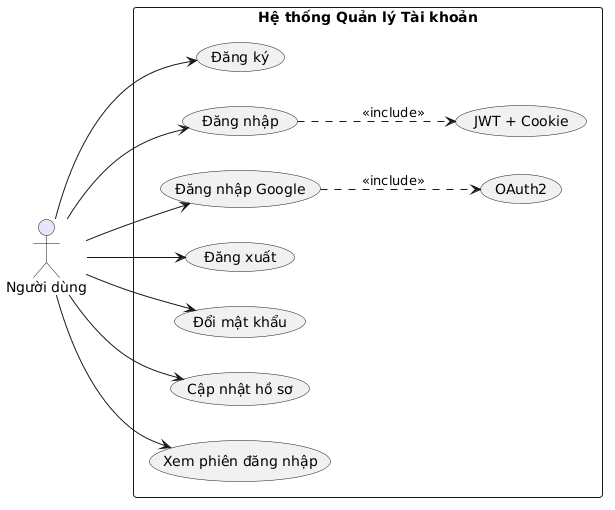 Hệ thống Quản lý Tài khoản
Đăng ký
Đăng nhập
«include»
JWT + Cookie
Đăng nhập Google
«include»
OAuth2
Đăng xuất
Người dùng
Đổi mật khẩu
Cập nhật hồ sơ
Xem phiên đăng nhập